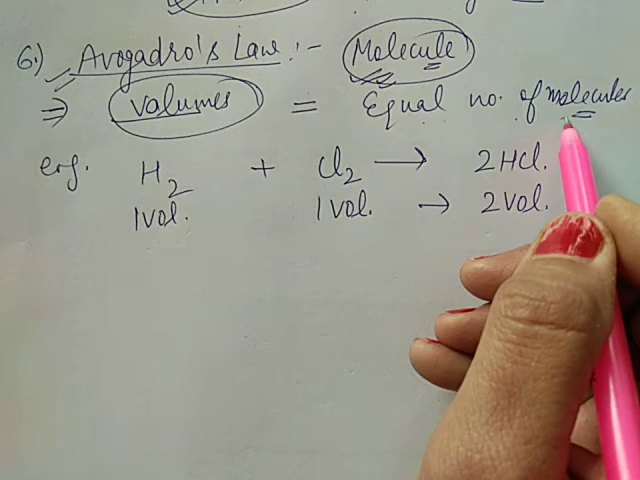 6.) Avogadro's Law :- Molecule
⇒ Volumes = Equal no. of molecules
e.g. H2 + Cl2 → 2HCl.
1vol. 1vol. → 2vol.